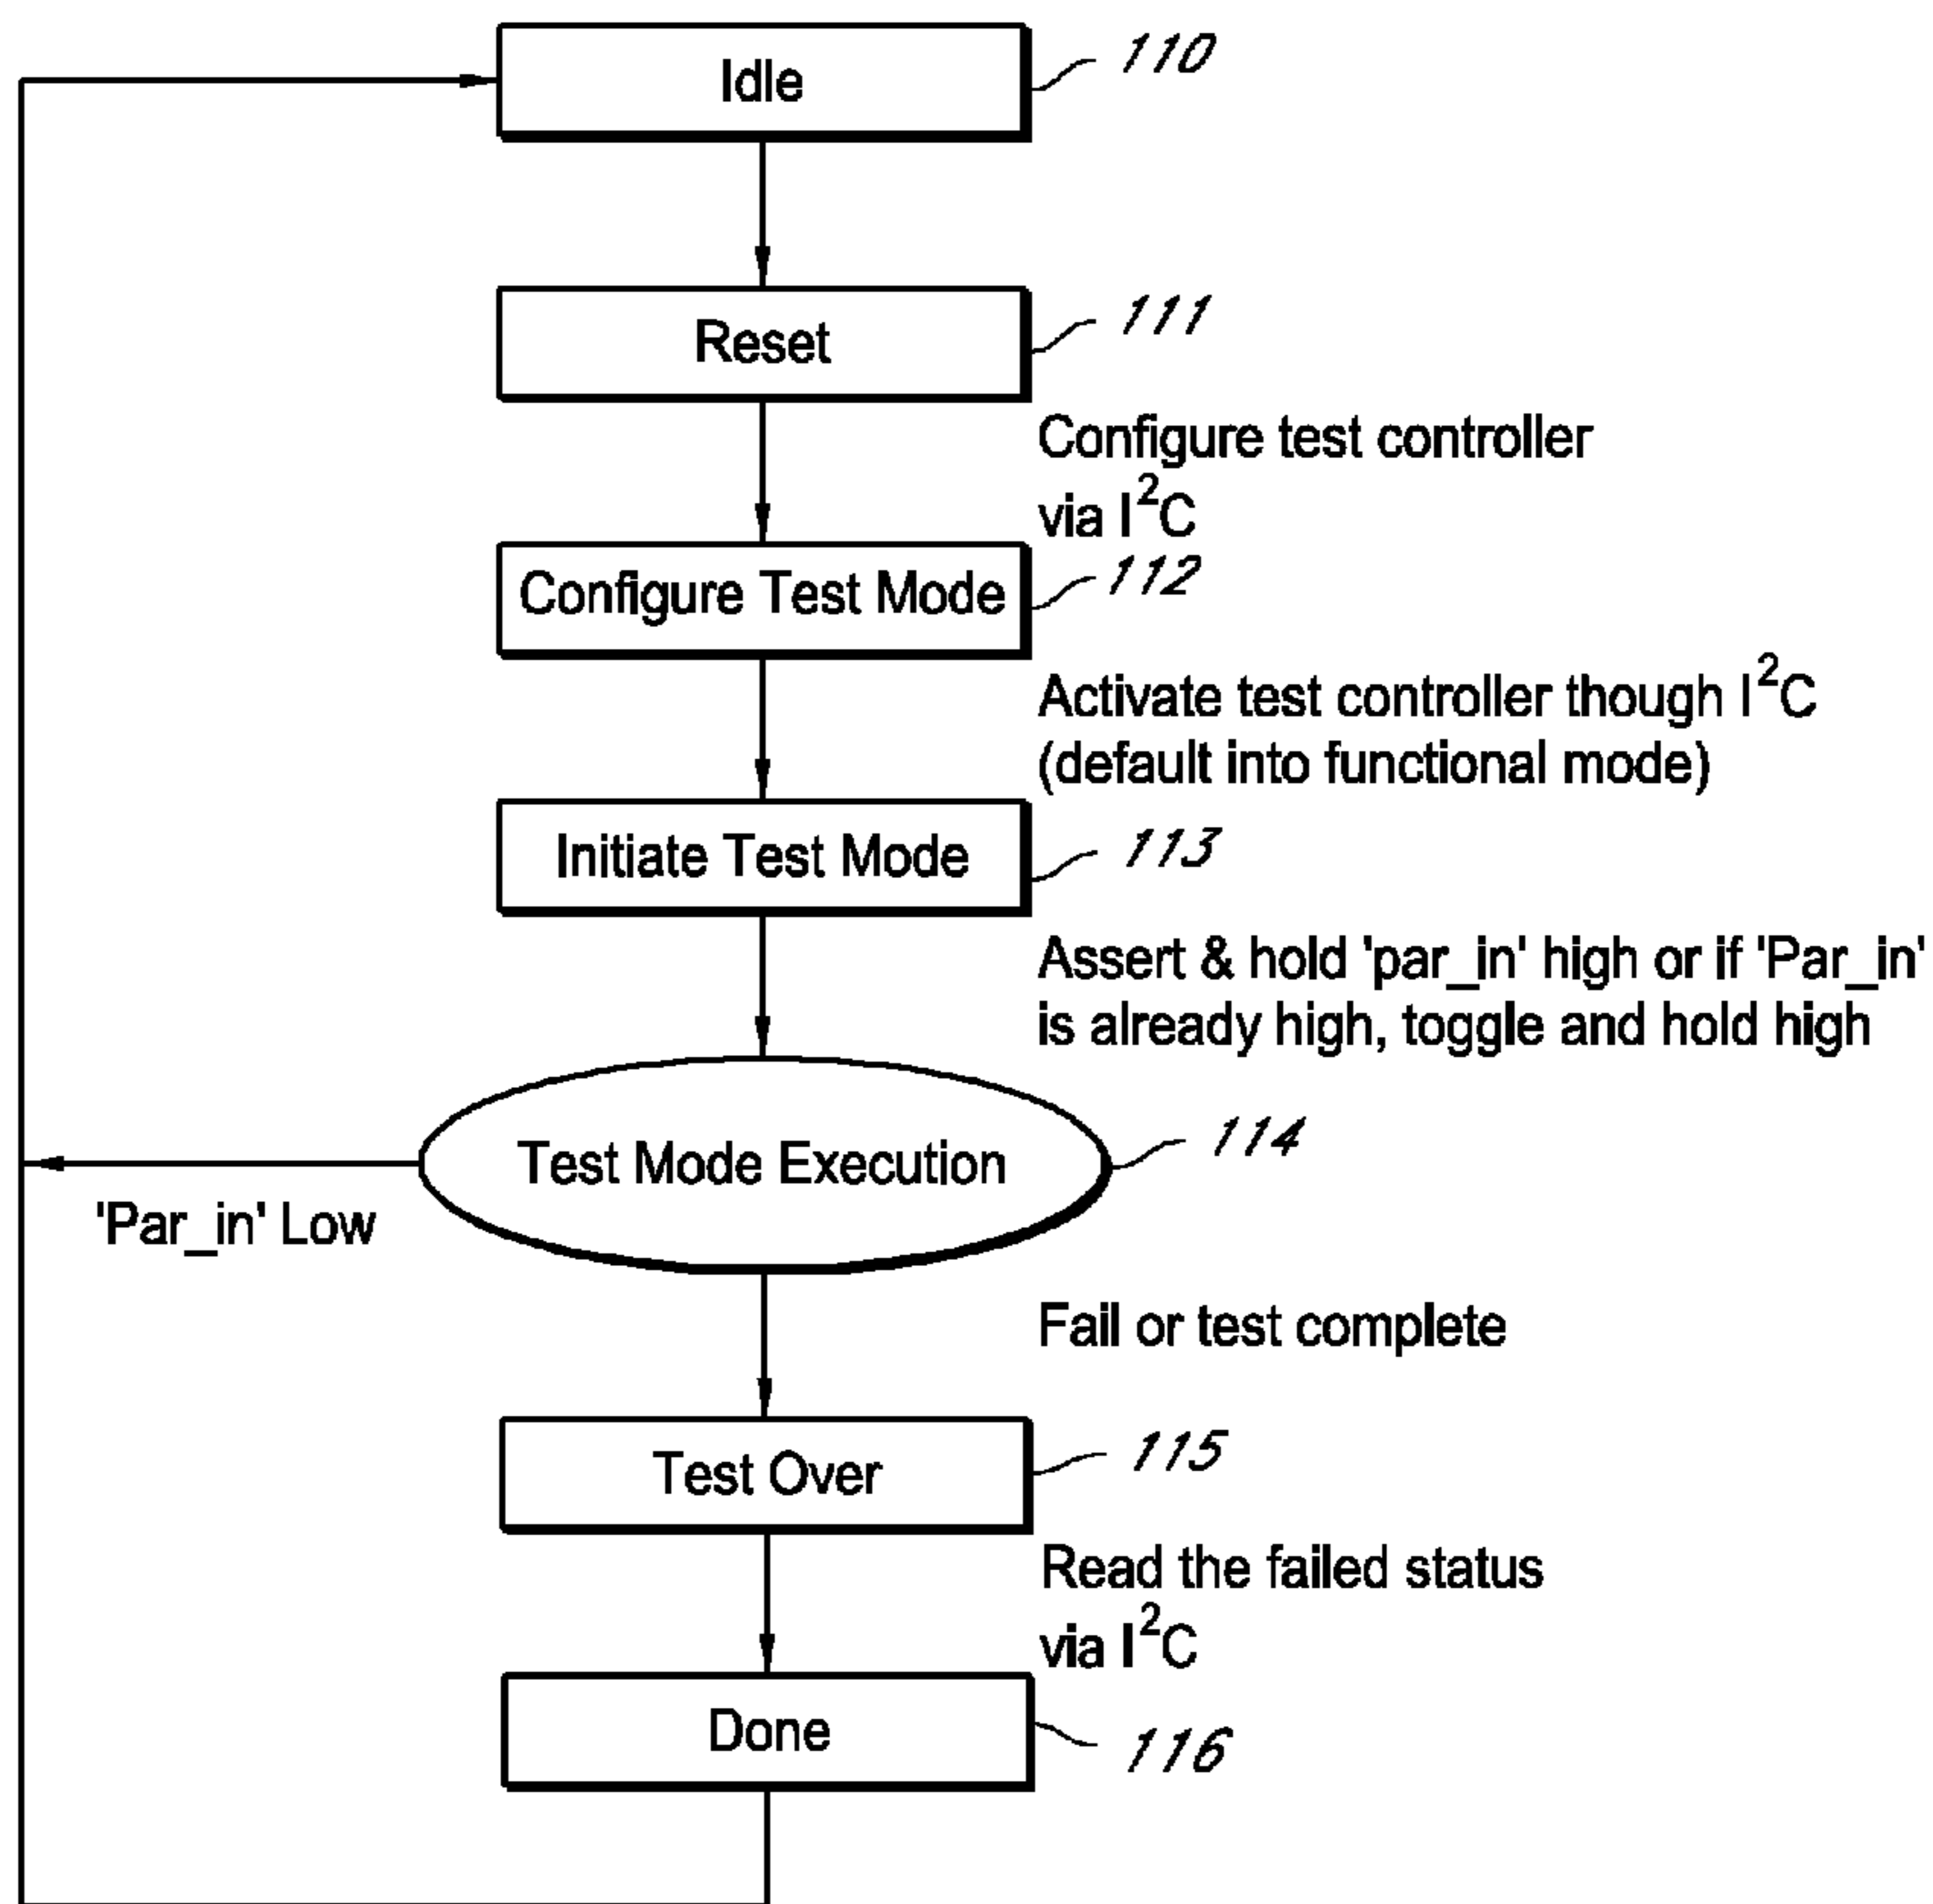 Idle
110
Reset
111
Configure test controller
via I²C
Configure Test Mode
112
Activate test controller though I²C
(default into functional mode)
Initiate Test Mode
113
Assert & hold 'par_in' high or if 'Par_in'
is already high, toggle and hold high
Test Mode Execution
114
'Par_in' Low
Fail or test complete
Test Over
115
Read the failed status
via I²C
Done
116